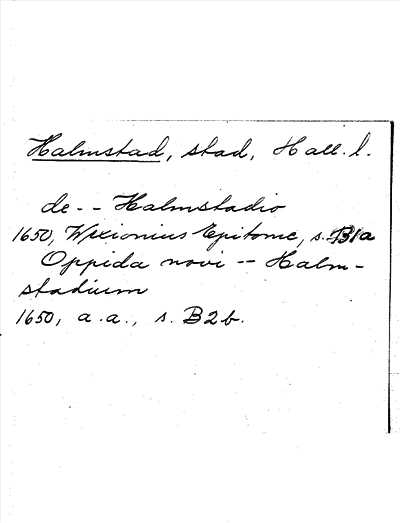 Halmstad, stad, Hall. l.
de -- Halmstadio
1650, Wexionius Epitome, s. B1a
Oppida novi -- Halm-
stadium
1650, a.a., s. B2b.